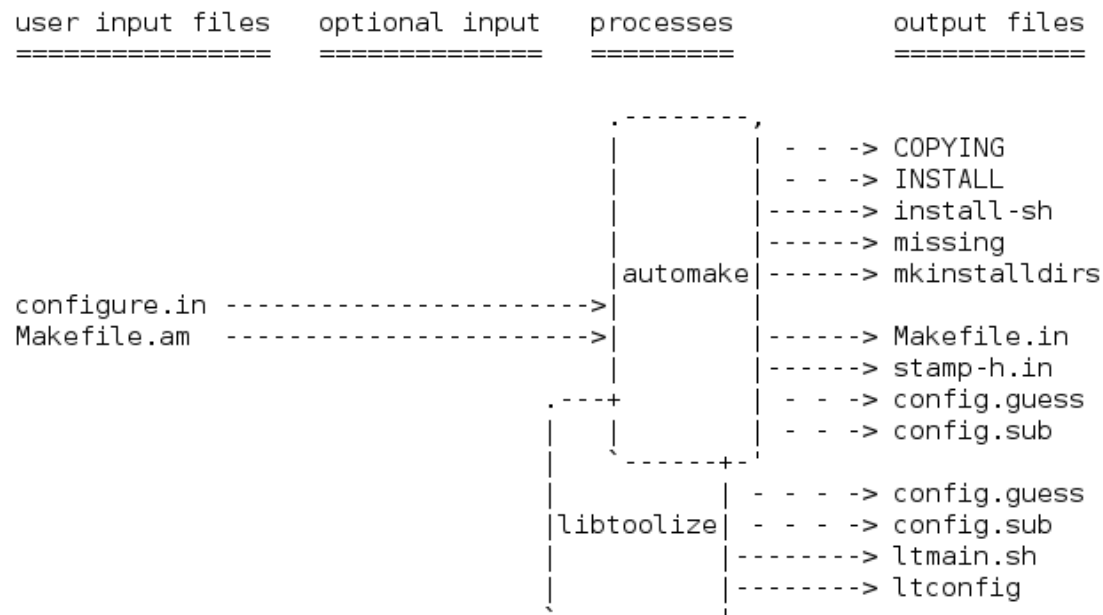 user input files   optional input   processes          output files
================   ==============   =========          ============

                                     .--------,
                                     |        | - - -> COPYING
                                     |        | - - -> INSTALL
                                     |        |------> install-sh
                                     |        |------> missing
                                     |automake|------> mkinstalldirs
configure.in ----------------------->|        |
Makefile.am  ----------------------->|        |------> Makefile.in
                                     |        |------> stamp-h.in
                                 .---+        | - - -> config.guess
                                 |   |        | - - -> config.sub
                                 |   `------+-'
                                 |          | - - - -> config.guess
                                 |libtoolize| - - - -> config.sub
                                 |          |--------> ltmain.sh
                                 |          |--------> ltconfig
                                 `          '